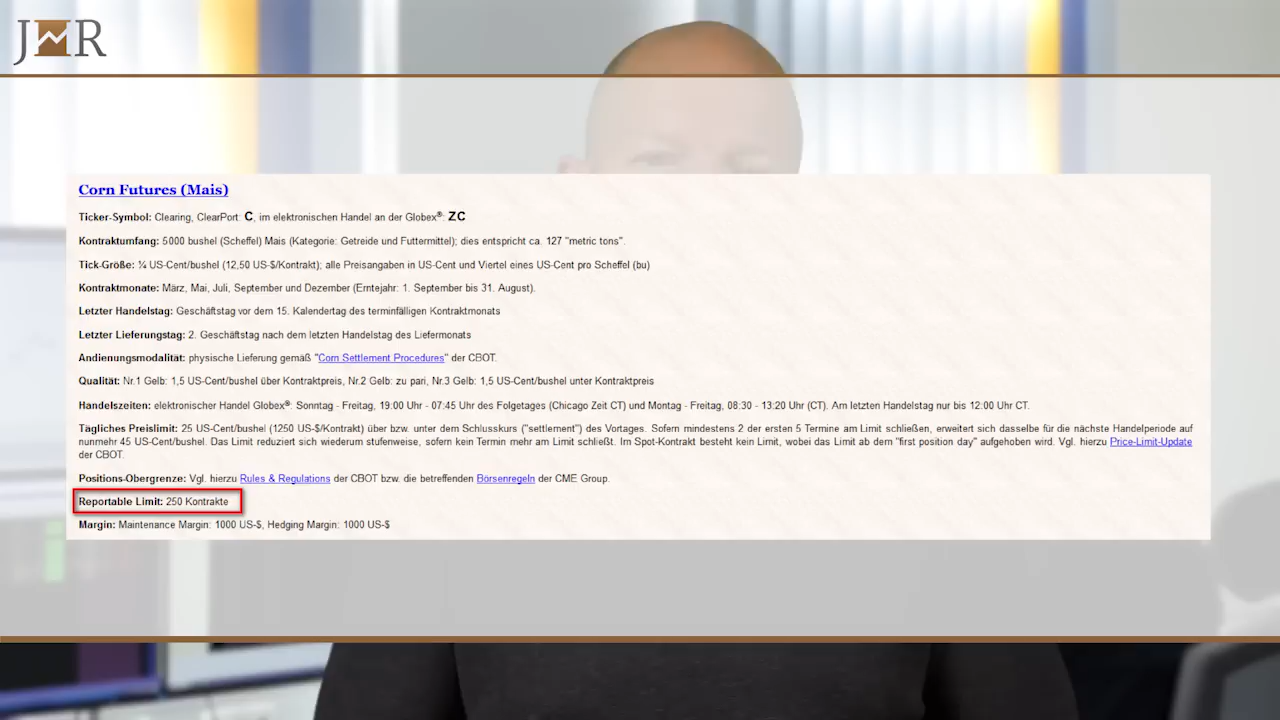 JMR
Corn Futures (Mais)
Ticker-Symbol: Clearing, ClearPort: C, im elektronischen Handel an der Globex®: ZC
Kontraktumfang: 5000 bushel (Scheffel) Mais (Kategorie: Getreide und Futtermittel); dies entspricht ca. 127 "metric tons".
Tick-Größe: ¼ US-Cent/bushel (12,50 US-$/Kontrakt); alle Preisangaben in US-Cent und Viertel eines US-Cent pro Scheffel (bu)
Kontraktmonate: März, Mai, Juli, September und Dezember (Erntejahr: 1. September bis 31. August).
Letzter Handelstag: Geschäftstag vor dem 15. Kalendertag des terminfälligen Kontraktmonats
Letzter Lieferungstag: 2. Geschäftstag nach dem letzten Handelstag des Liefermonats
Andienungsmodalität: physische Lieferung gemäß "Corn Settlement Procedures" der CBOT.
Qualität: Nr.1 Gelb: 1,5 US-Cent/bushel über Kontraktpreis, Nr.2 Gelb: zu pari, Nr.3 Gelb: 1,5 US-Cent/bushel unter Kontraktpreis
Handelszeiten: elektronischer Handel Globex®: Sonntag - Freitag, 19:00 Uhr - 07:45 Uhr des Folgetages (Chicago Zeit CT) und Montag - Freitag, 08:30 - 13:20 Uhr (CT). Am letzten Handelstag nur bis 12:00 Uhr CT.
Tägliches Preislimit: 25 US-Cent/bushel (1250 US-$/Kontrakt) über bzw. unter dem Schlusskurs ("settlement") des Vortages. Sofern mindestens 2 der ersten 5 Termine am Limit schließen, erweitert sich dasselbe für die nächste Handelperiode auf
nunmehr 45 US-Cent/bushel. Das Limit reduziert sich wiederum stufenweise, sofern kein Termin mehr am Limit schließt. Im Spot-Kontrakt besteht kein Limit, wobei das Limit ab dem "first position day" aufgehoben wird. Vgl. hierzu Price-Limit-Update
der CBOT.
Positions-Obergrenze: Vgl. hierzu Rules & Regulations der CBOT bzw. die betreffenden Börsenregeln der CME Group.
Reportable Limit: 250 Kontrakte
Margin: Maintenance Margin: 1000 US-$, Hedging Margin: 1000 US-$